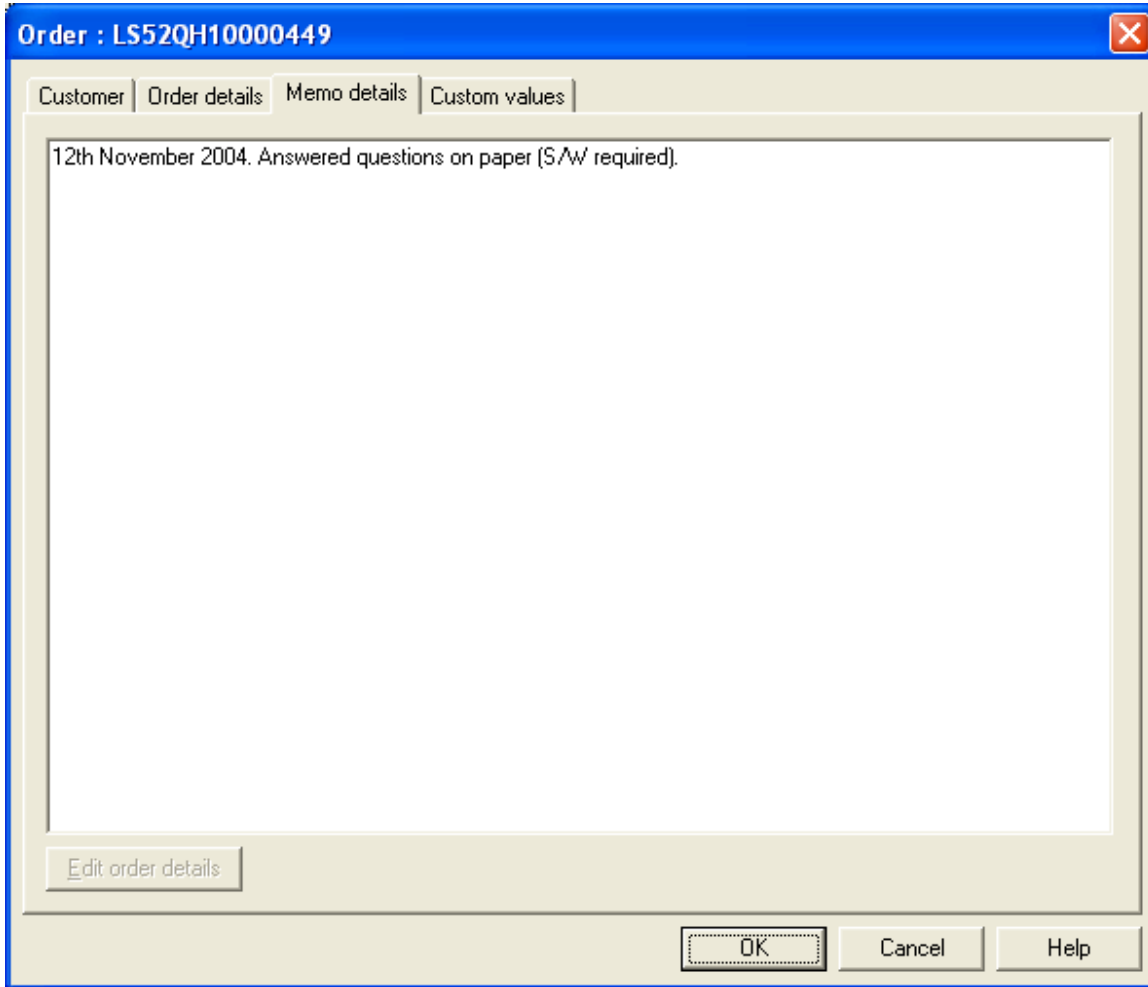 Order : LS52QH10000449
Customer Order details Memo details Custom values
12th November 2004. Answered questions on paper (S/W required).
Edit order details
OK Cancel Help